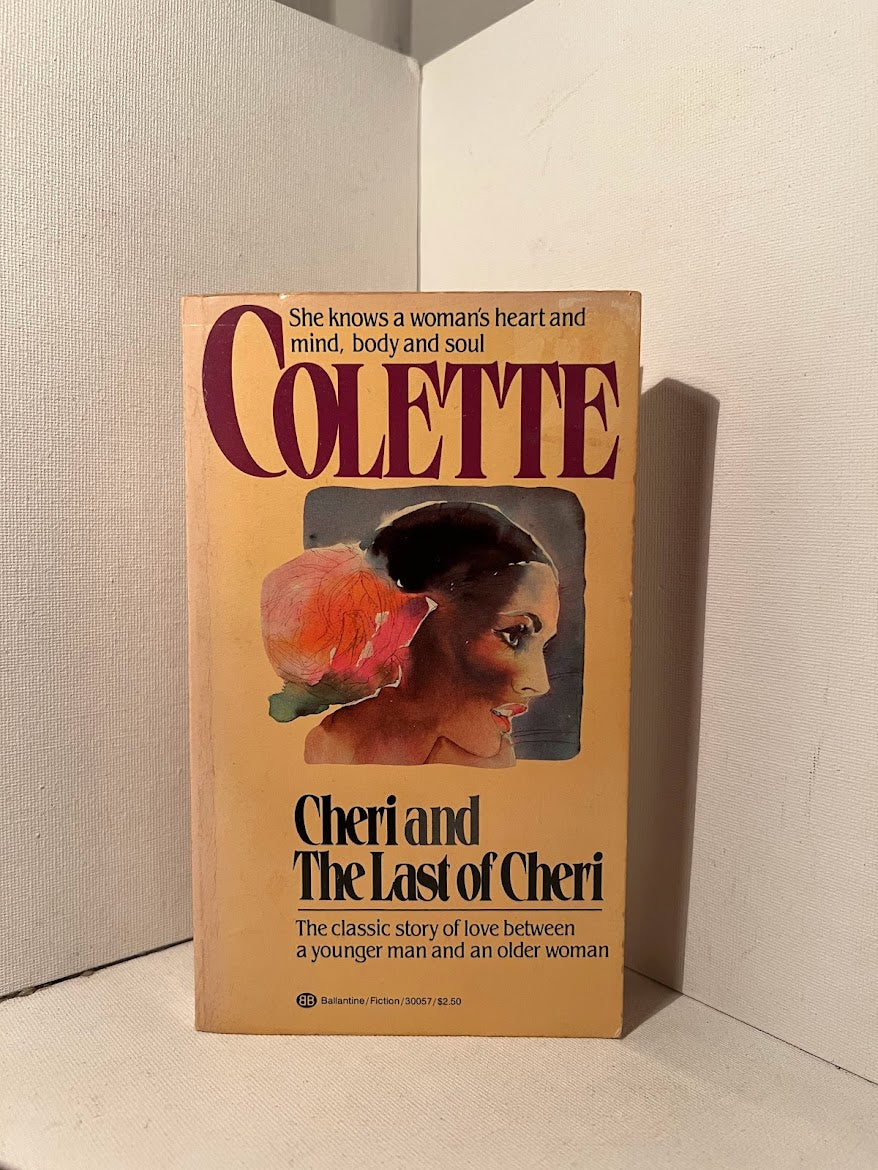 She knows a woman's heart and
mind, body and soul
COLETTE
Cheri and
The Last of Cheri
The classic story of love between
a younger man and an older woman
BB Ballantine/Fiction/30057/$2.50